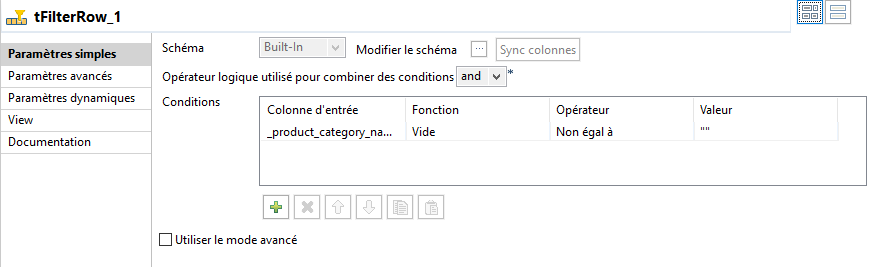 tFilterRow_1
Paramètres simples
Paramètres avancés
Paramètres dynamiques
View
Documentation
Schéma Built-In Modifier le schéma ... Sync colonnes
Opérateur logique utilisé pour combiner des conditions and *
Conditions
Colonne d'entrée Fonction Opérateur Valeur
_product_category_na... Vide Non égal à ""
Utiliser le mode avancé